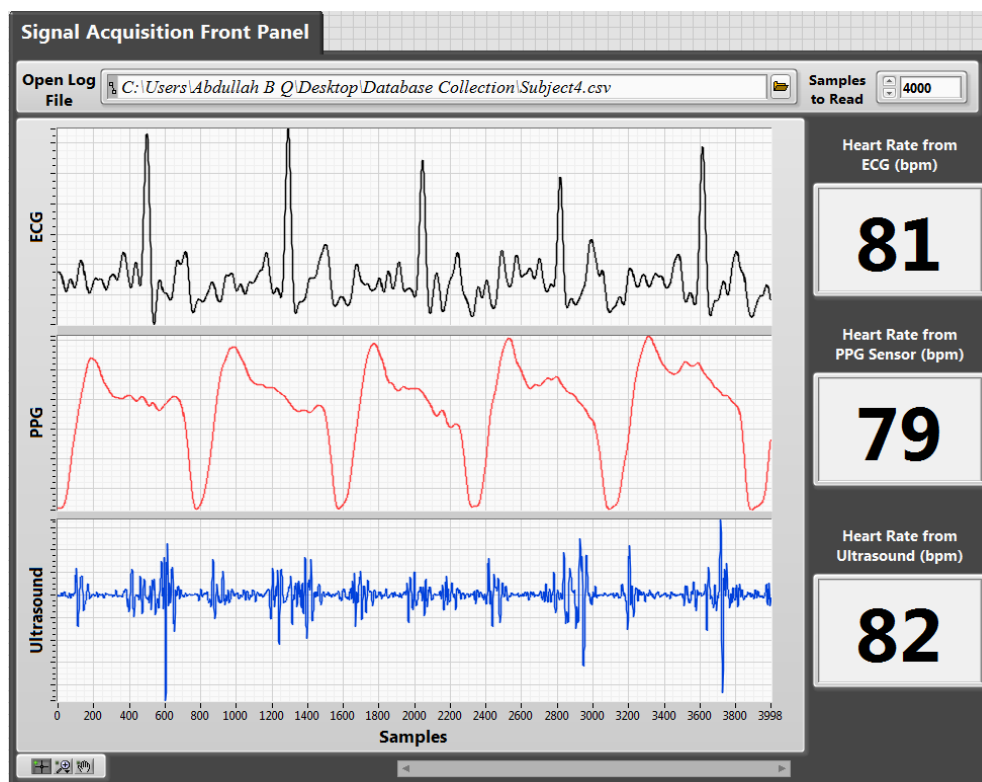 Signal Acquisition Front Panel
Open Log
File
C:\Users\Abdullah B Q\Desktop\Database Collection\Subject4.csv
Samples
to Read
4000
ECG
Heart Rate from
ECG (bpm)
81
PPG
Heart Rate from
PPG Sensor (bpm)
79
Ultrasound
Heart Rate from
Ultrasound (bpm)
82
0 200 400 600 800 1000 1200 1400 1600 1800 2000 2200 2400 2600 2800 3000 3200 3400 3600 3800 3998
Samples